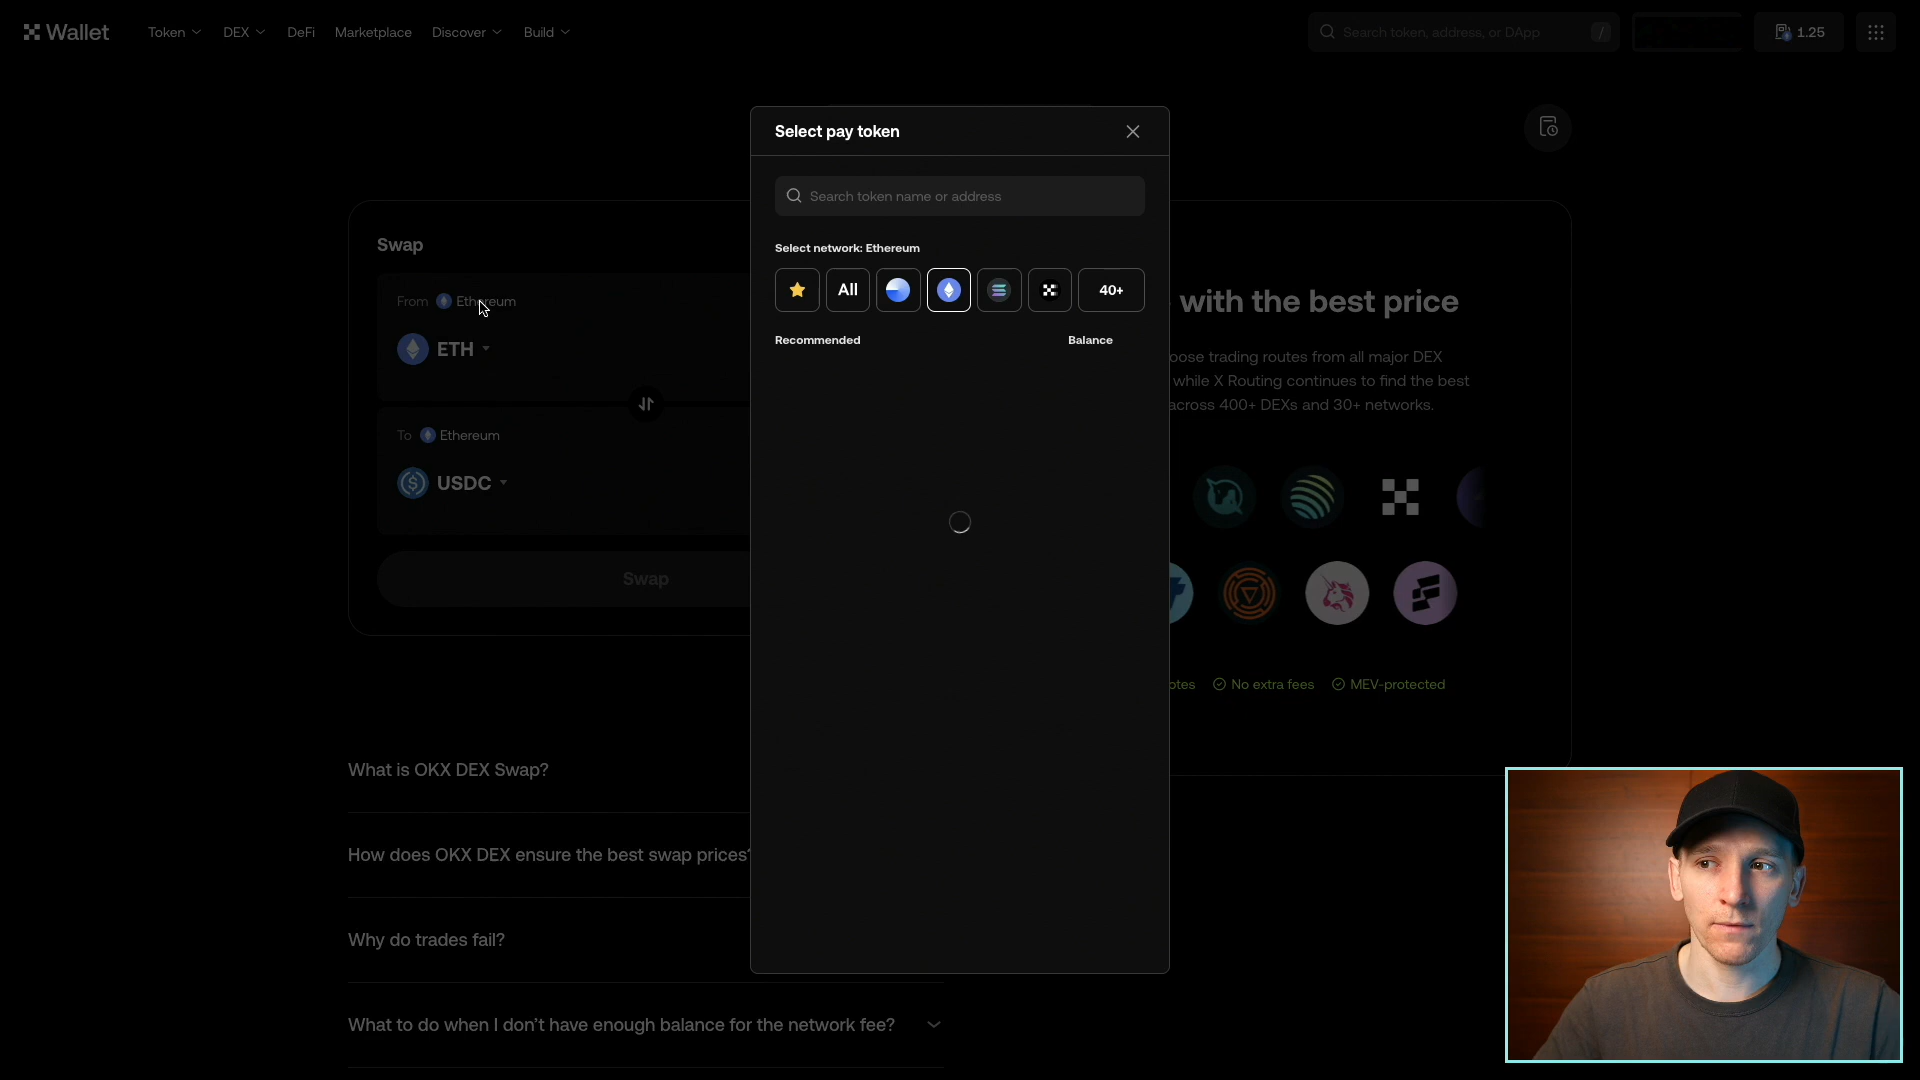 Wallet
Token
DEX
DeFi
Marketplace
Discover
Build
Search token, address, or DApp
/
1.25
Select pay token
Search token name or address
Select network: Ethereum
All
40+
Recommended
Balance
Swap
From
Ethereum
ETH
To
Ethereum
USDC
Swap
with the best price
oose trading routes from all major DEX
while X Routing continues to find the best
across 400+ DEXs and 30+ networks.
otes
No extra fees
MEV-protected
What is OKX DEX Swap?
How does OKX DEX ensure the best swap prices?
Why do trades fail?
What to do when I don’t have enough balance for the network fee?